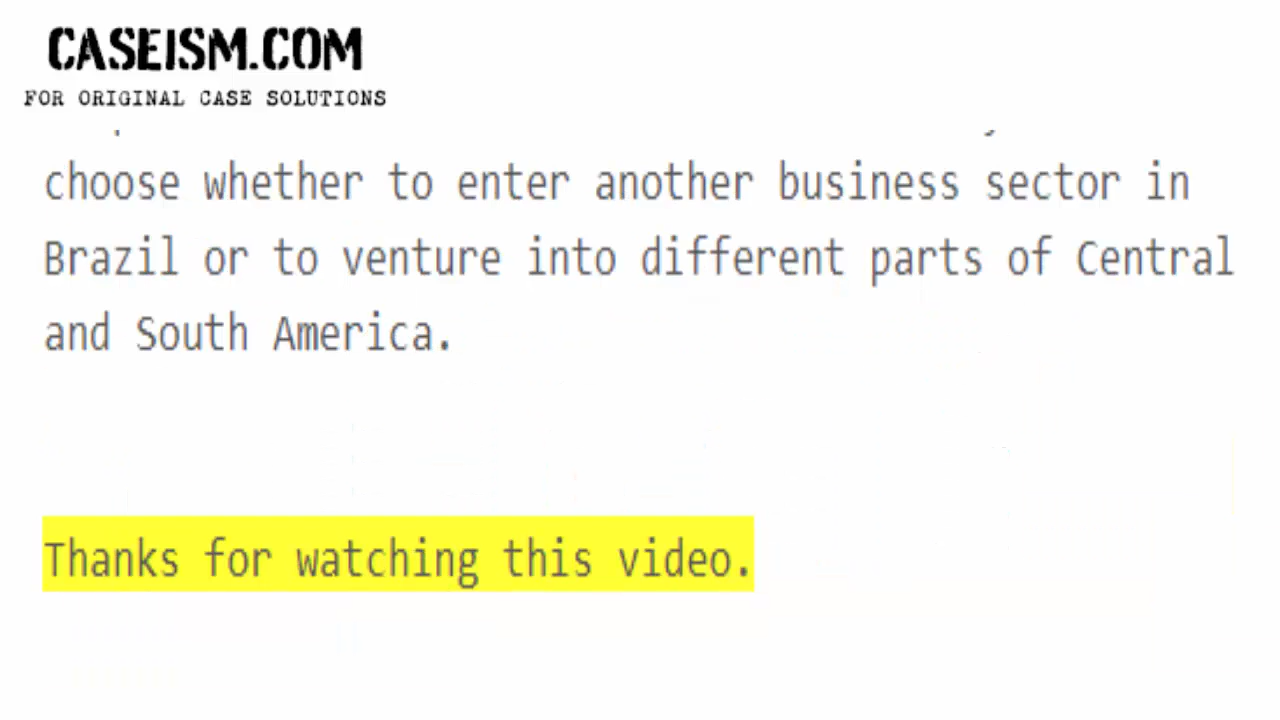 CASEISM.COM
FOR ORIGINAL CASE SOLUTIONS
choose whether to enter another business sector in
Brazil or to venture into different parts of Central
and South America.
Thanks for watching this video.